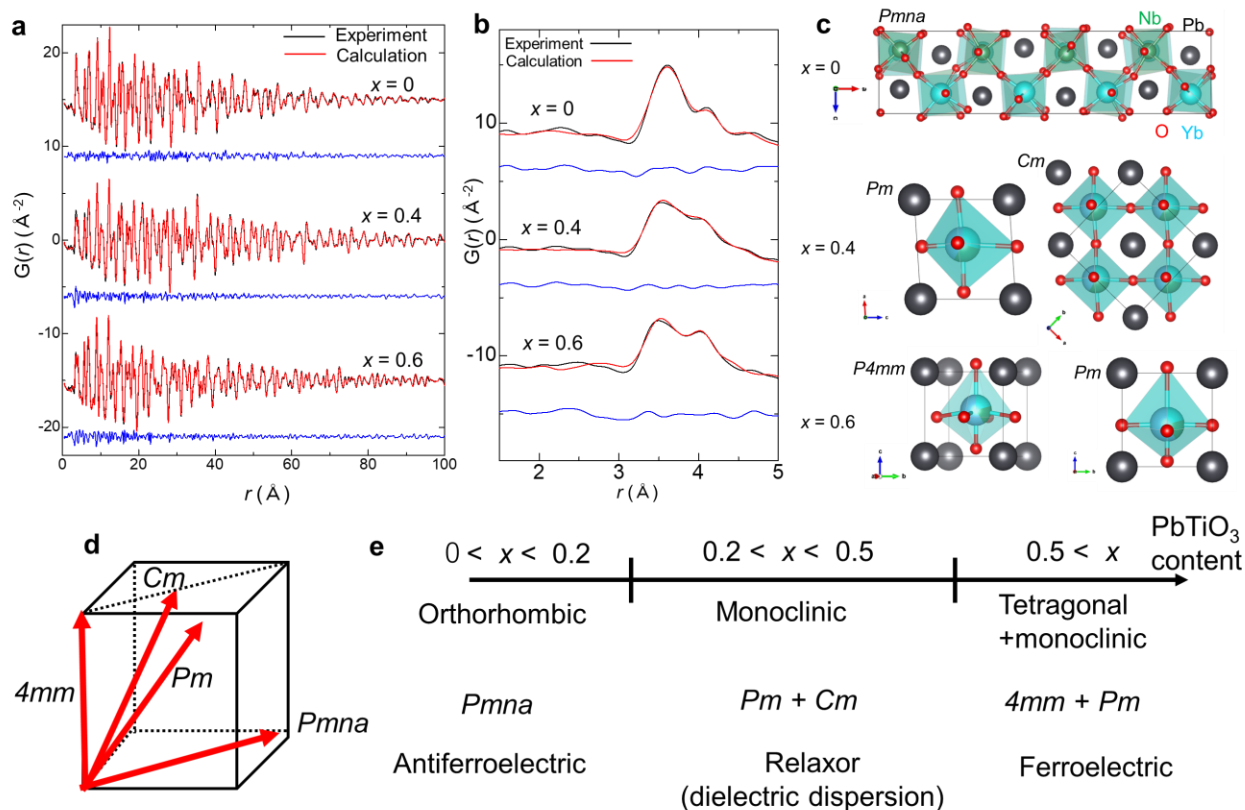 a
Experiment
Calculation
x = 0
x = 0.4
x = 0.6
G(r) (Å⁻²)
20
10
0
-10
-20
0 20 40 60 80 100
r (Å)
b
Experiment
Calculation
x = 0
x = 0.4
x = 0.6
G(r) (Å⁻²)
10
0
-10
2 3 4 5
r (Å)
c
Pmna
Nb
Pb
x = 0
O
Yb
Pm
Cm
x = 0.4
P4mm
Pm
x = 0.6
d
Cm
Pm
4mm
Pmna
e
PbTiO₃
content
0 < x < 0.2
0.2 < x < 0.5
0.5 < x
Orthorhombic
Monoclinic
Tetragonal
+monoclinic
Pmna
Pm + Cm
4mm + Pm
Antiferroelectric
Relaxor
(dielectric dispersion)
Ferroelectric